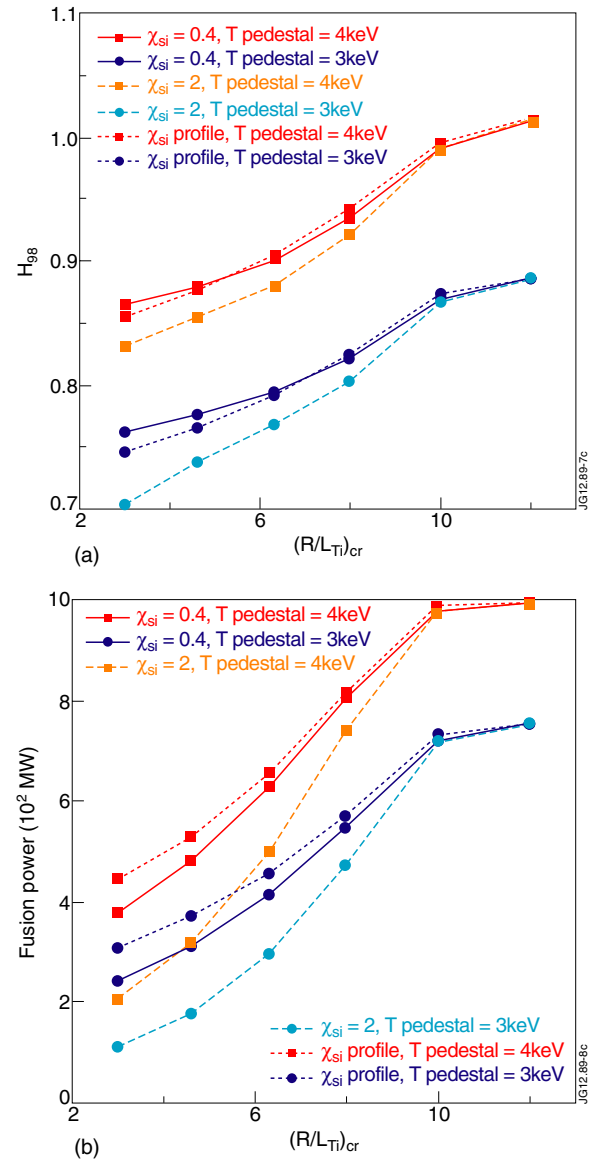 1.1
χsi = 0.4, T pedestal = 4keV
χsi = 0.4, T pedestal = 3keV
χsi = 2, T pedestal = 4keV
χsi = 2, T pedestal = 3keV
χsi profile, T pedestal = 4keV
χsi profile, T pedestal = 3keV
1.0
0.9
0.8
0.7
H98
2
6
10
(R/LTi)cr
(a)
JG12.89-7c
10
χsi = 0.4, T pedestal = 4keV
χsi = 0.4, T pedestal = 3keV
χsi = 2, T pedestal = 4keV
8
6
4
2
0
Fusion power (10² MW)
χsi = 2, T pedestal = 3keV
χsi profile, T pedestal = 4keV
χsi profile, T pedestal = 3keV
2
6
10
(R/LTi)cr
(b)
JG12.89-8c